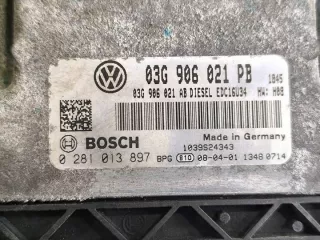 03G 906 021 PB 1845
03G 906 021 AB DIESEL EDC16U34 HW: H08
BOSCH
Made in Germany
1039S24343
0 281 013 897 BPG 81D 08-04-01 1348 0714